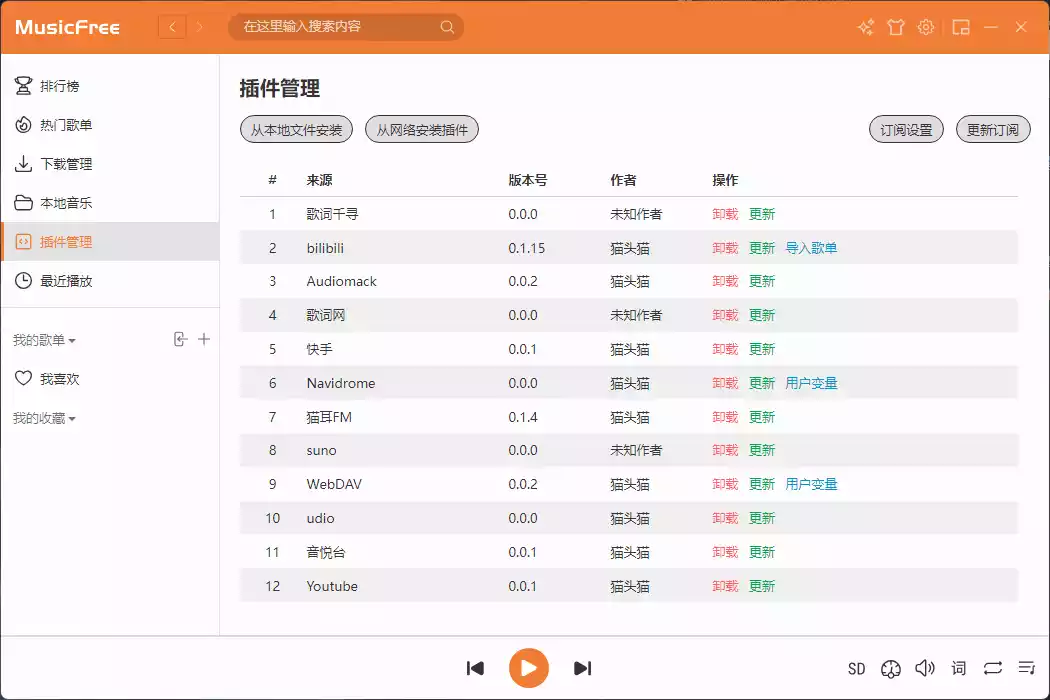 MusicFree
在这里输入搜索内容
排行榜
热门歌单
下载管理
本地音乐
插件管理
最近播放
我的歌单
我喜欢
我的收藏
插件管理
从本地文件安装 从网络安装插件 订阅设置 更新订阅
# 来源 版本号 作者 操作
1 歌词千寻 0.0.0 未知作者 卸载 更新
2 bilibili 0.1.15 猫头猫 卸载 更新 导入歌单
3 Audiomack 0.0.2 猫头猫 卸载 更新
4 歌词网 0.0.0 未知作者 卸载 更新
5 快手 0.0.1 猫头猫 卸载 更新
6 Navidrome 0.0.0 猫头猫 卸载 更新 用户变量
7 猫耳FM 0.1.4 猫头猫 卸载 更新
8 suno 0.0.0 未知作者 卸载 更新
9 WebDAV 0.0.2 猫头猫 卸载 更新 用户变量
10 udio 0.0.0 猫头猫 卸载 更新
11 音悦台 0.0.1 猫头猫 卸载 更新
12 Youtube 0.0.1 猫头猫 卸载 更新
SD 词